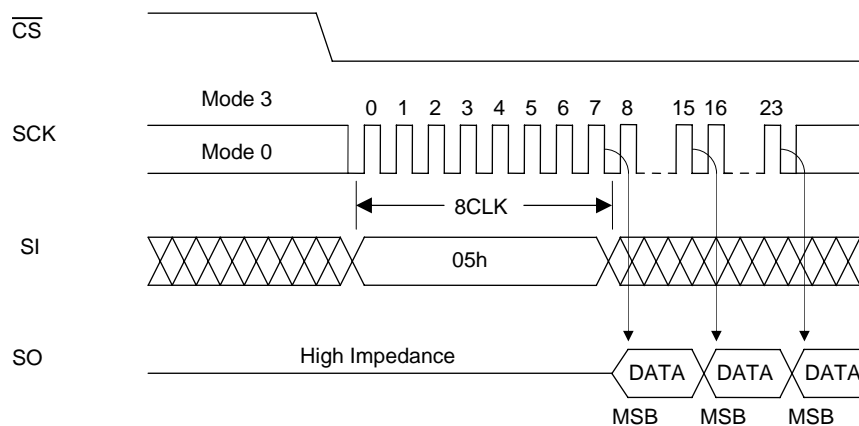 CS
Mode 3
0 1 2 3 4 5 6 7 8 15 16 23
SCK
Mode 0
8CLK
SI
05h
SO
High Impedance
DATA DATA DATA
MSB MSB MSB